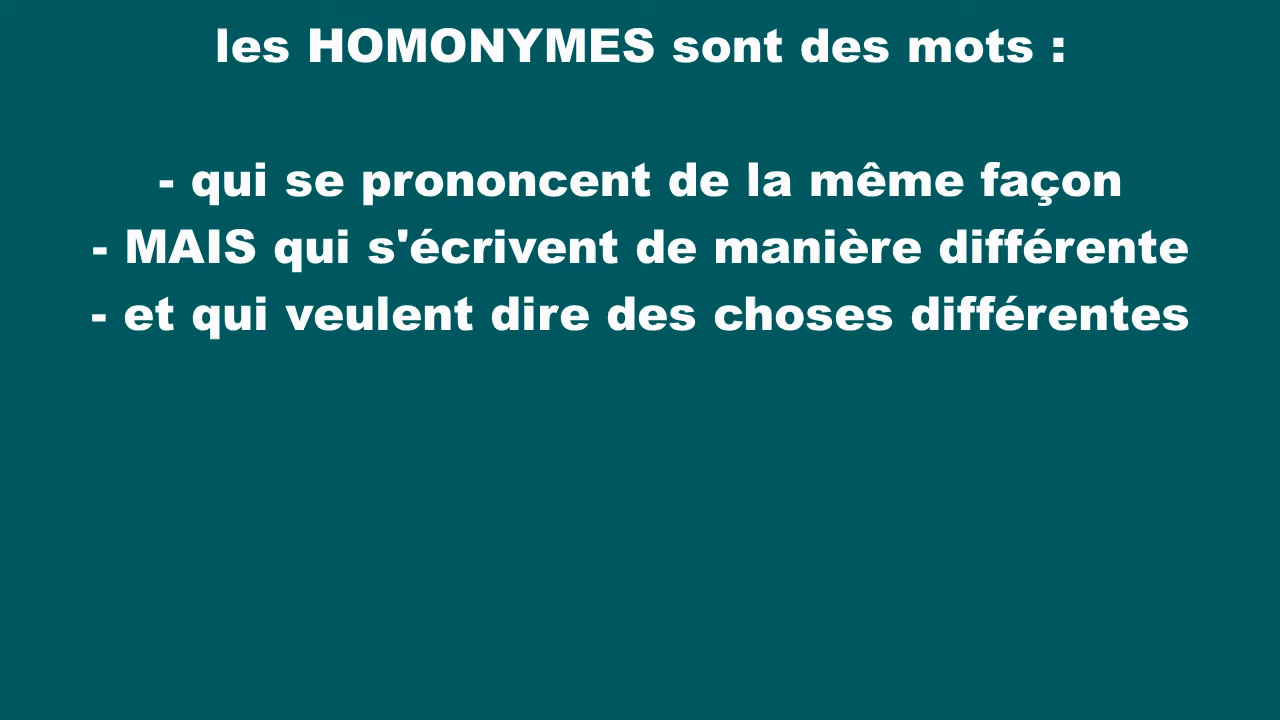 les HOMONYMES sont des mots :
- qui se prononcent de la même façon
- MAIS qui s'écrivent de manière différente
- et qui veulent dire des choses différentes